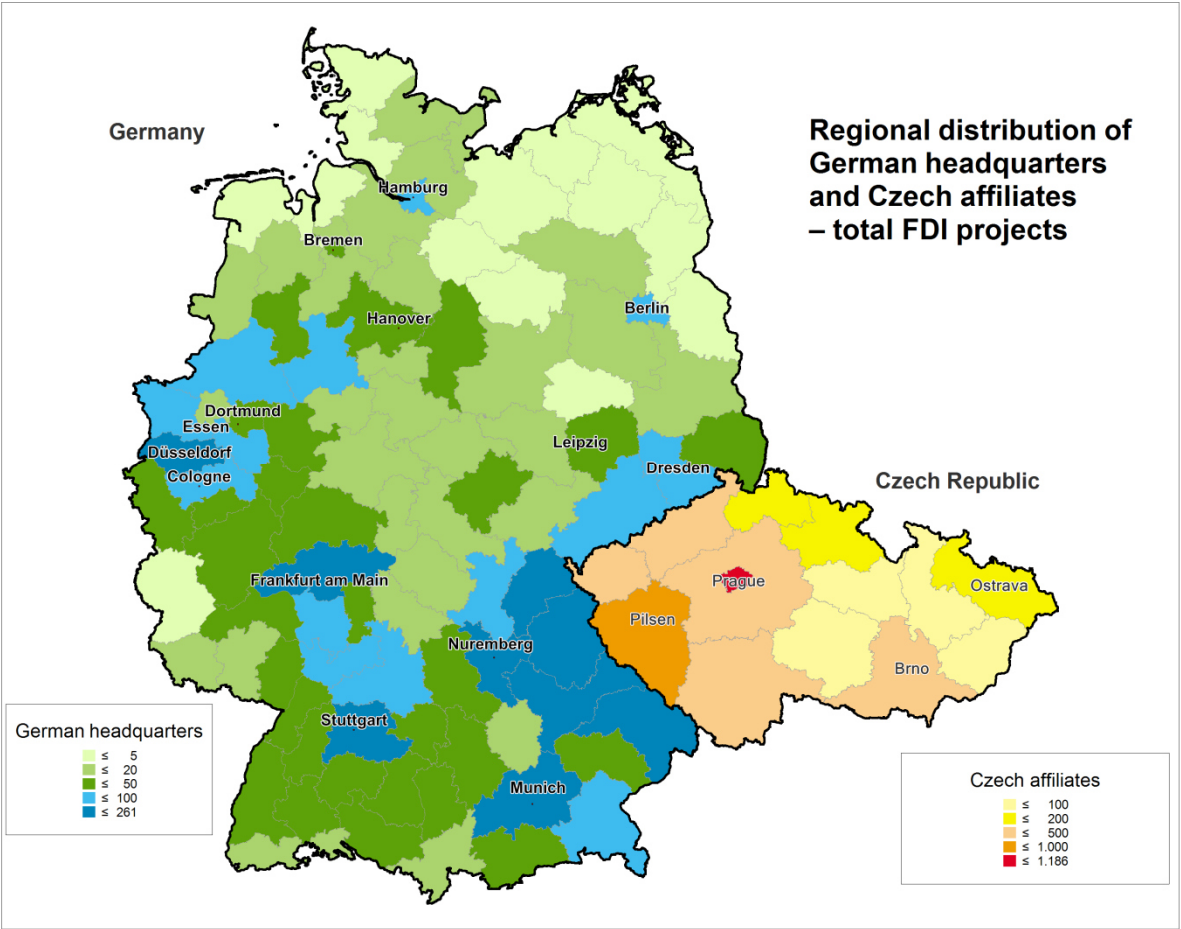 Germany
Regional distribution of
German headquarters
and Czech affiliates
– total FDI projects
Hamburg
Bremen
Berlin
Hanover
Dortmund
Essen
Leipzig
Düsseldorf
Dresden
Cologne
Czech Republic
Frankfurt am Main
Prague
Ostrava
Pilsen
Nuremberg
Brno
Stuttgart
Munich
German headquarters
≤ 5
≤ 20
≤ 50
≤ 100
≤ 261
Czech affiliates
≤ 100
≤ 200
≤ 500
≤ 1.000
≤ 1.186